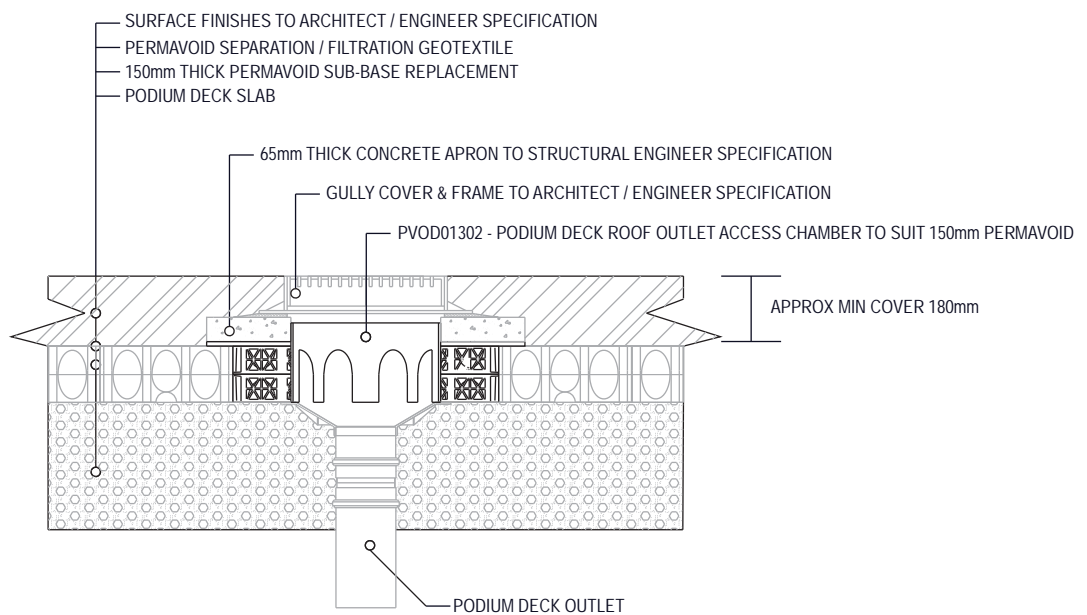 SURFACE FINISHES TO ARCHITECT / ENGINEER SPECIFICATION
PERMAVOID SEPARATION / FILTRATION GEOTEXTILE
150mm THICK PERMAVOID SUB-BASE REPLACEMENT
PODIUM DECK SLAB
65mm THICK CONCRETE APRON TO STRUCTURAL ENGINEER SPECIFICATION
GULLY COVER & FRAME TO ARCHITECT / ENGINEER SPECIFICATION
PVOD01302 - PODIUM DECK ROOF OUTLET ACCESS CHAMBER TO SUIT 150mm PERMAVOID
APPROX MIN COVER 180mm
PODIUM DECK OUTLET